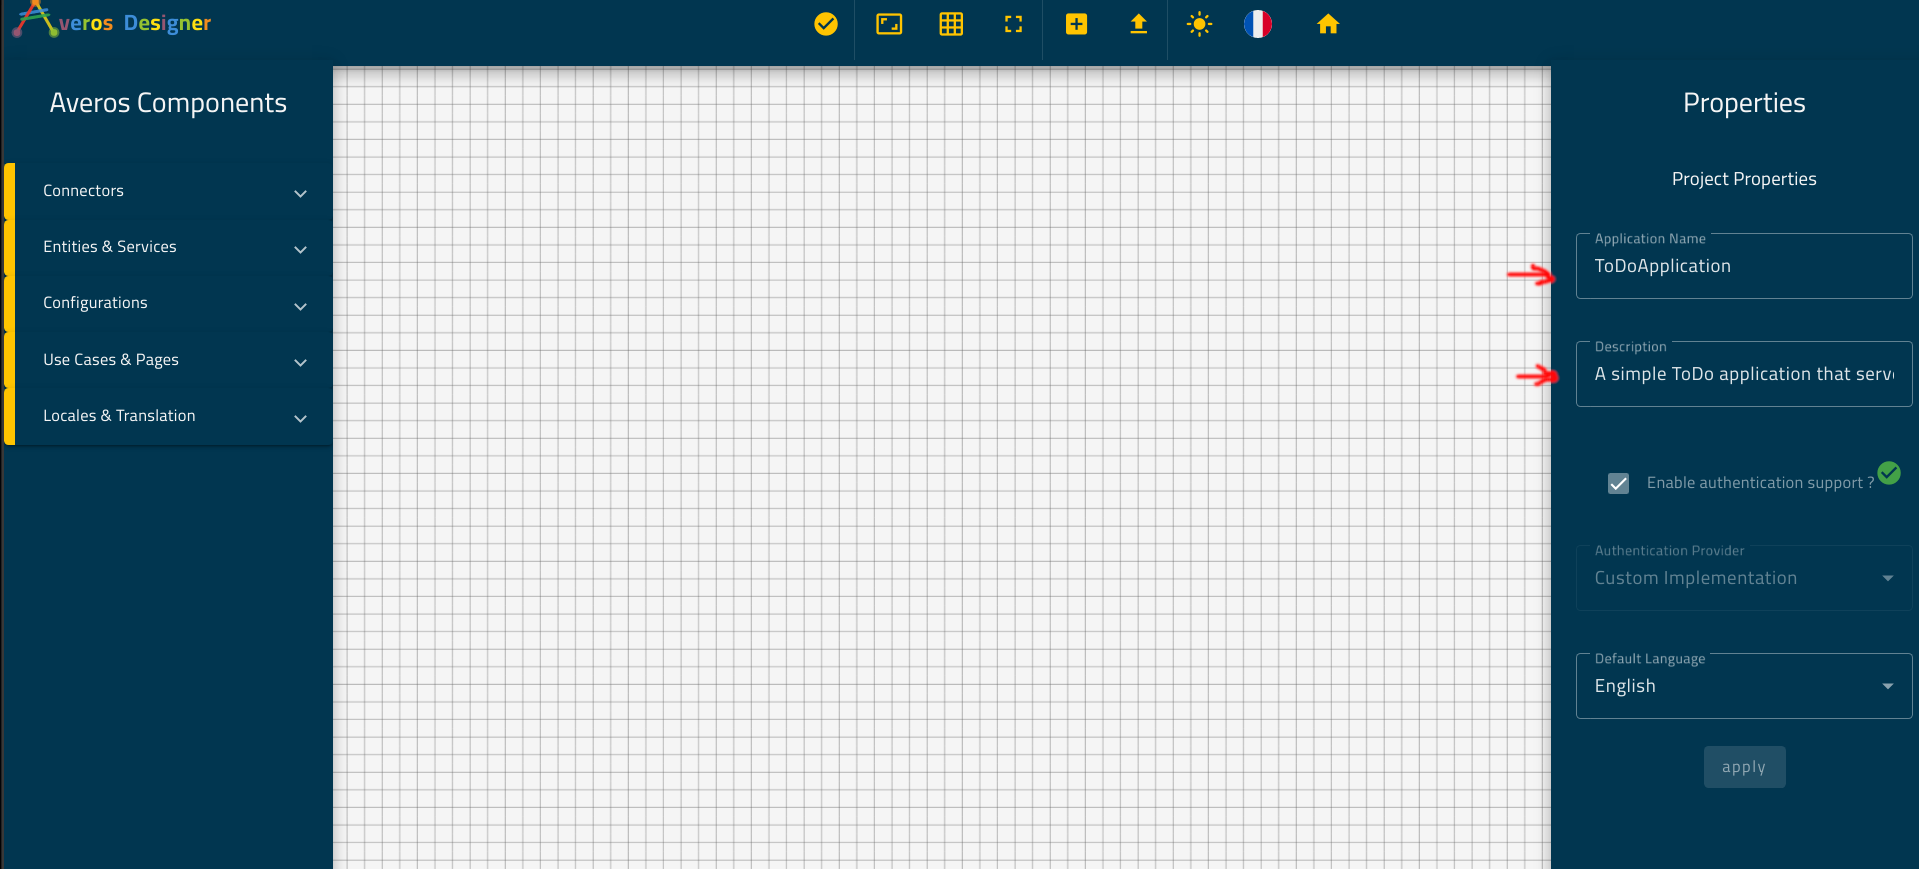 Averos Designer
Averos Components
Connectors
Entities & Services
Configurations
Use Cases & Pages
Locales & Translation
Properties
Project Properties
Application Name
ToDoApplication
Description
A simple ToDo application that serv
Enable authentication support ?
Authentication Provider
Custom Implementation
Default Language
English
apply